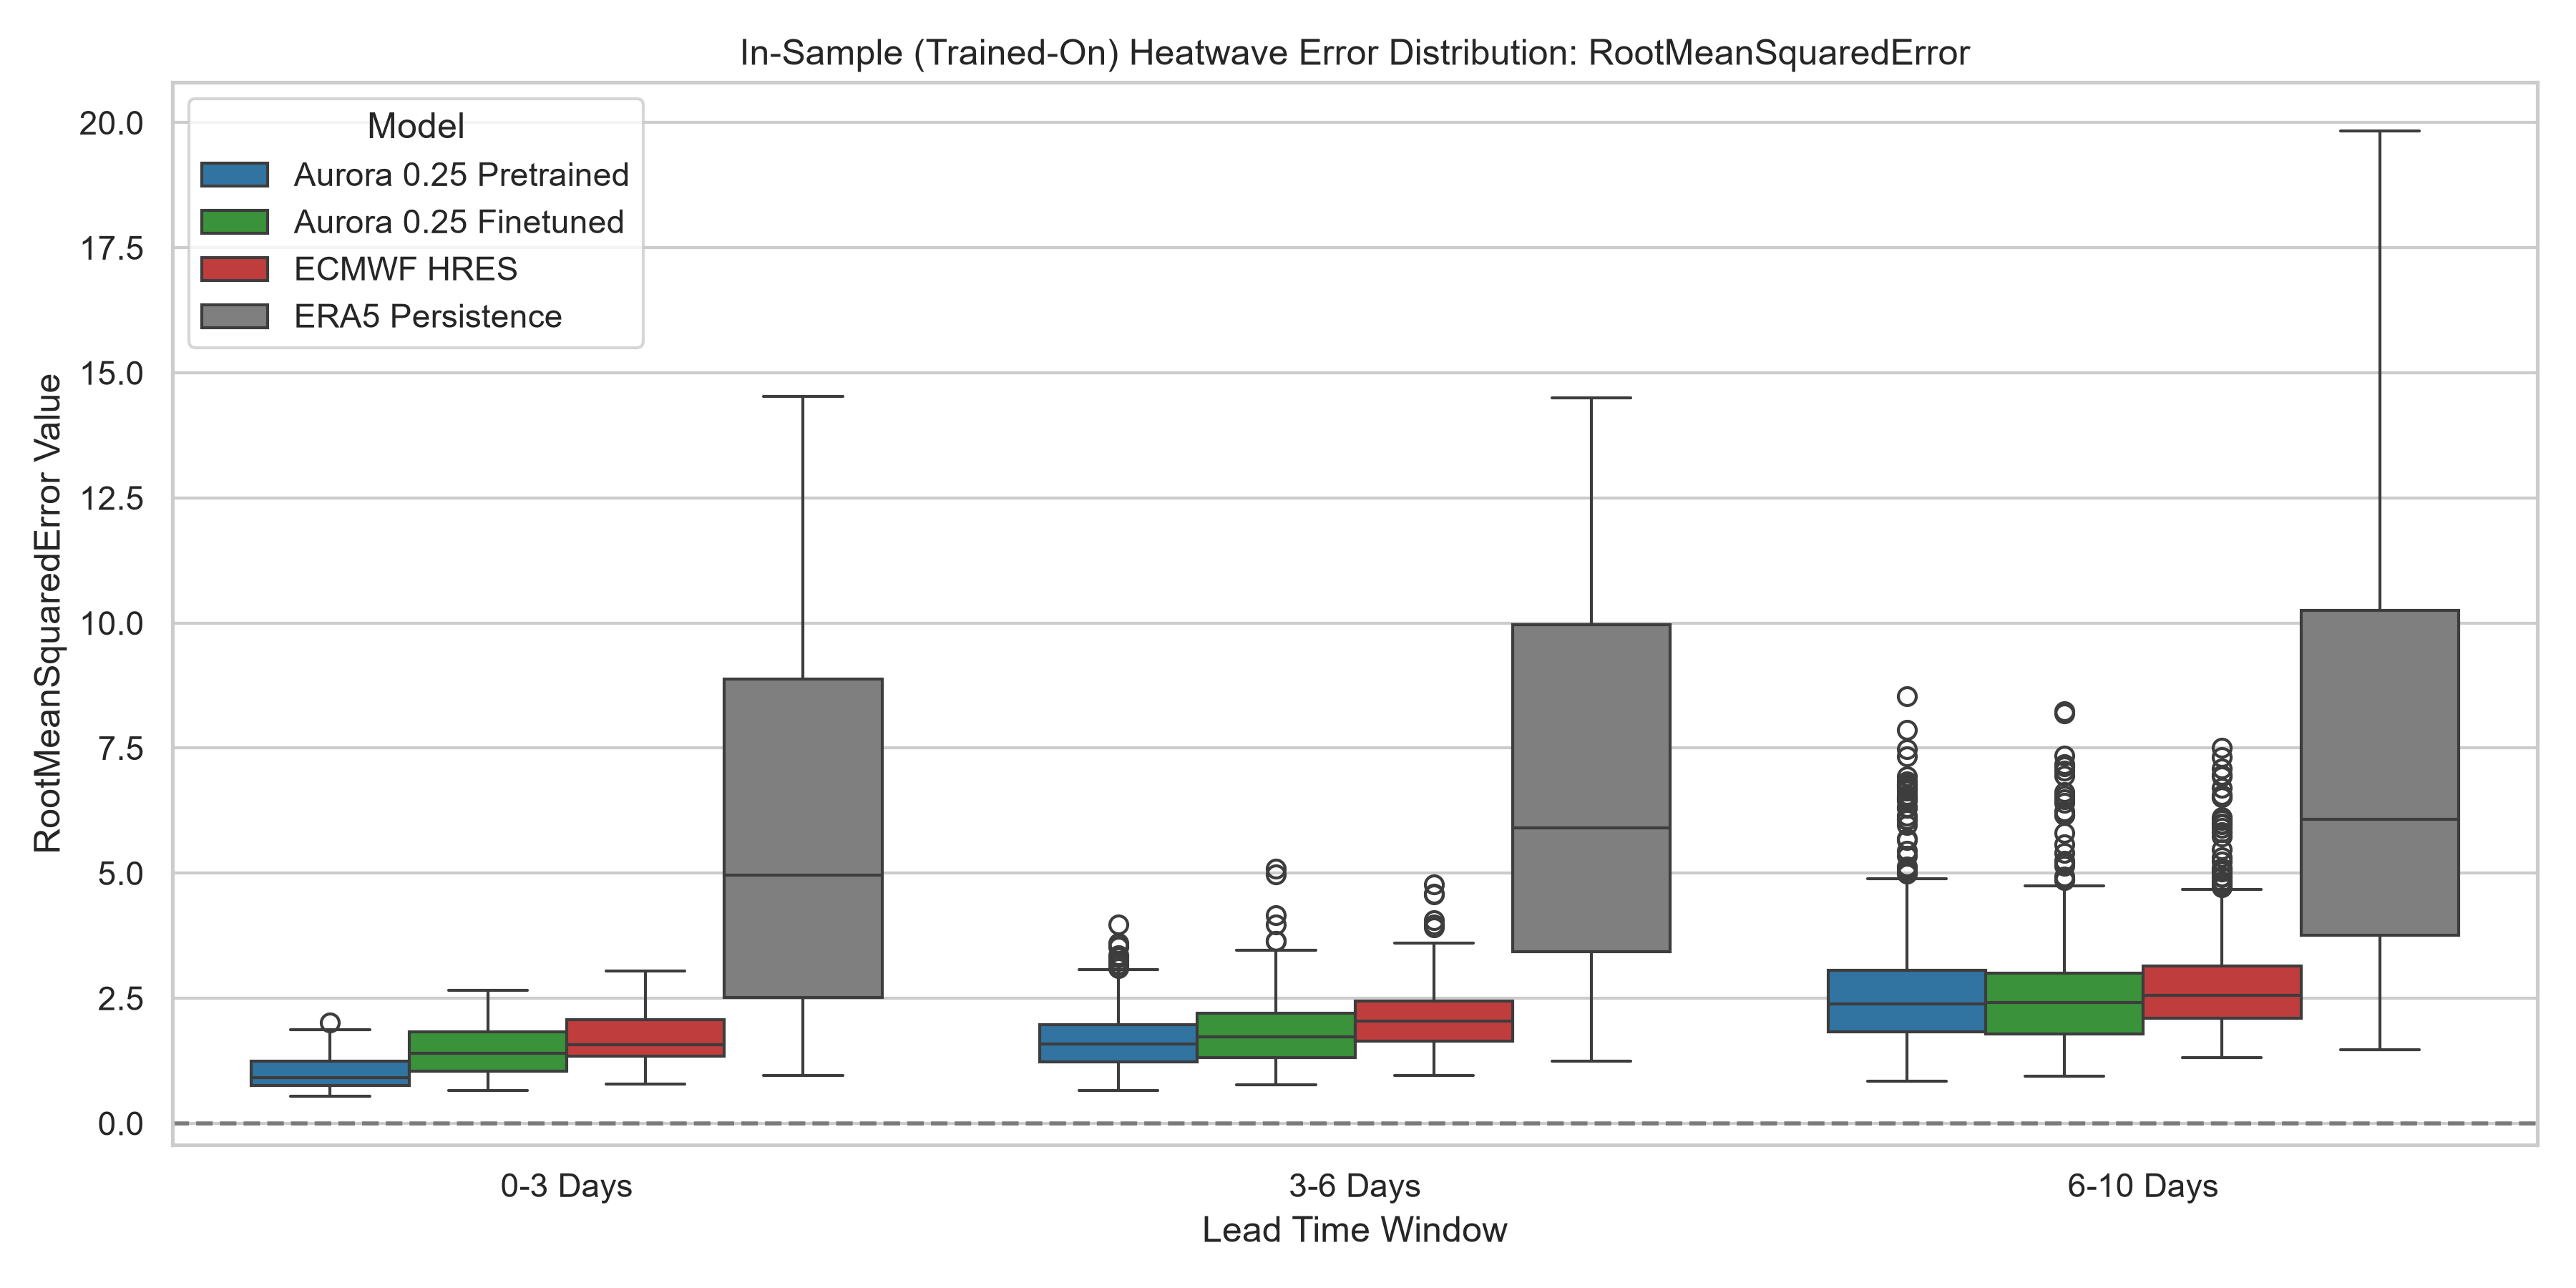 In-Sample (Trained-On) Heatwave Error Distribution: RootMeanSquaredError
Model
Aurora 0.25 Pretrained
Aurora 0.25 Finetuned
ECMWF HRES
ERA5 Persistence
RootMeanSquaredError Value
20.0
17.5
15.0
12.5
10.0
7.5
5.0
2.5
0.0
0-3 Days
3-6 Days
6-10 Days
Lead Time Window